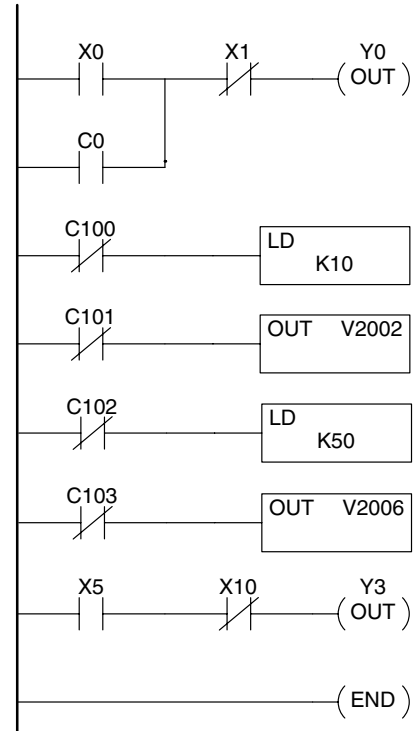 X0 X1 Y0
OUT
C0
C100
LD
K10
C101
OUT V2002
C102
LD
K50
C103
OUT V2006
X5 X10 Y3
OUT
END